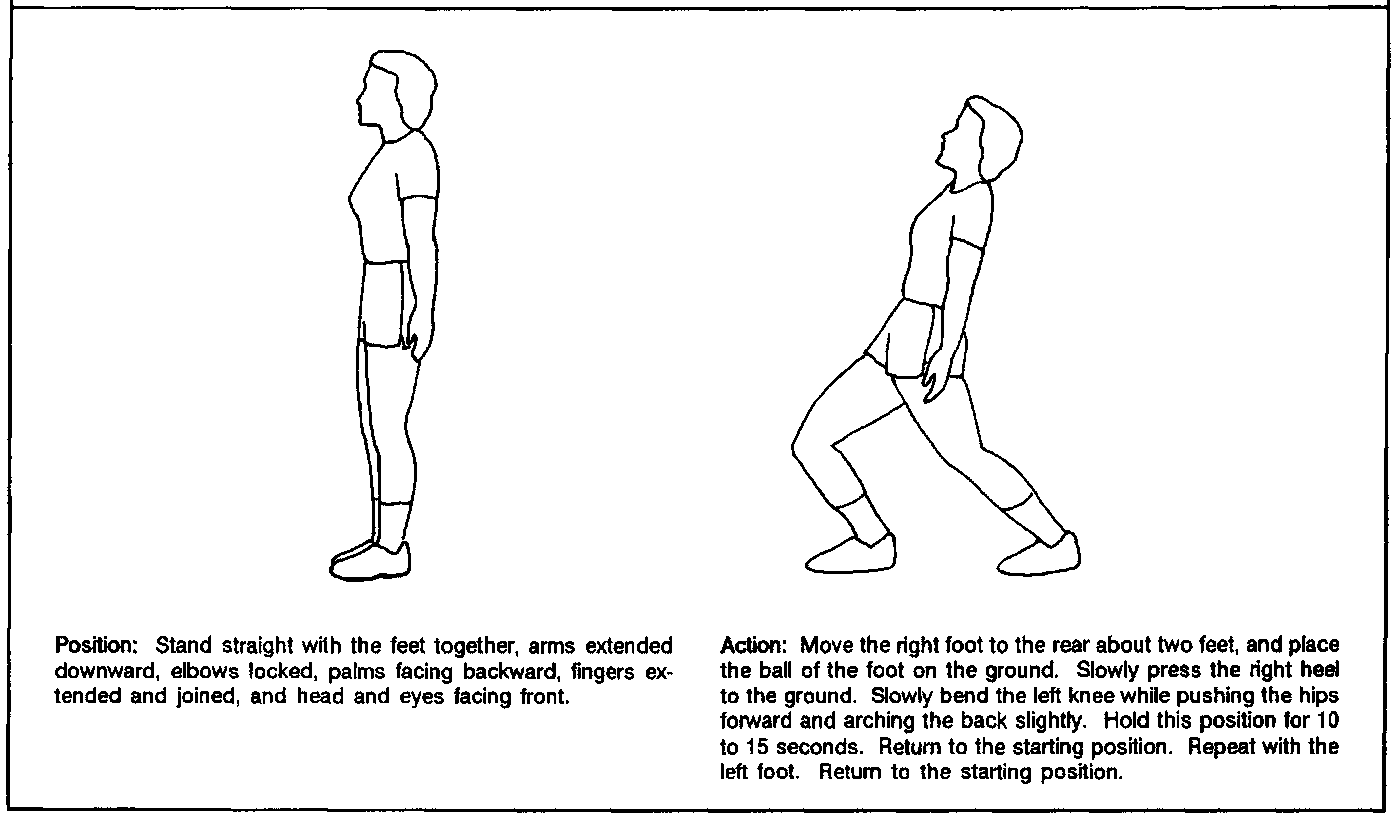 Position: Stand straight with the feet together, arms extended
downward, elbows locked, palms facing backward, fingers ex-
tended and joined, and head and eyes facing front.
Action: Move the right foot to the rear about two feet, and place
the ball of the foot on the ground. Slowly press the right heel
to the ground. Slowly bend the left knee while pushing the hips
forward and arching the back slightly. Hold this position for 10
to 15 seconds. Return to the starting position. Repeat with the
left foot. Return to the starting position.